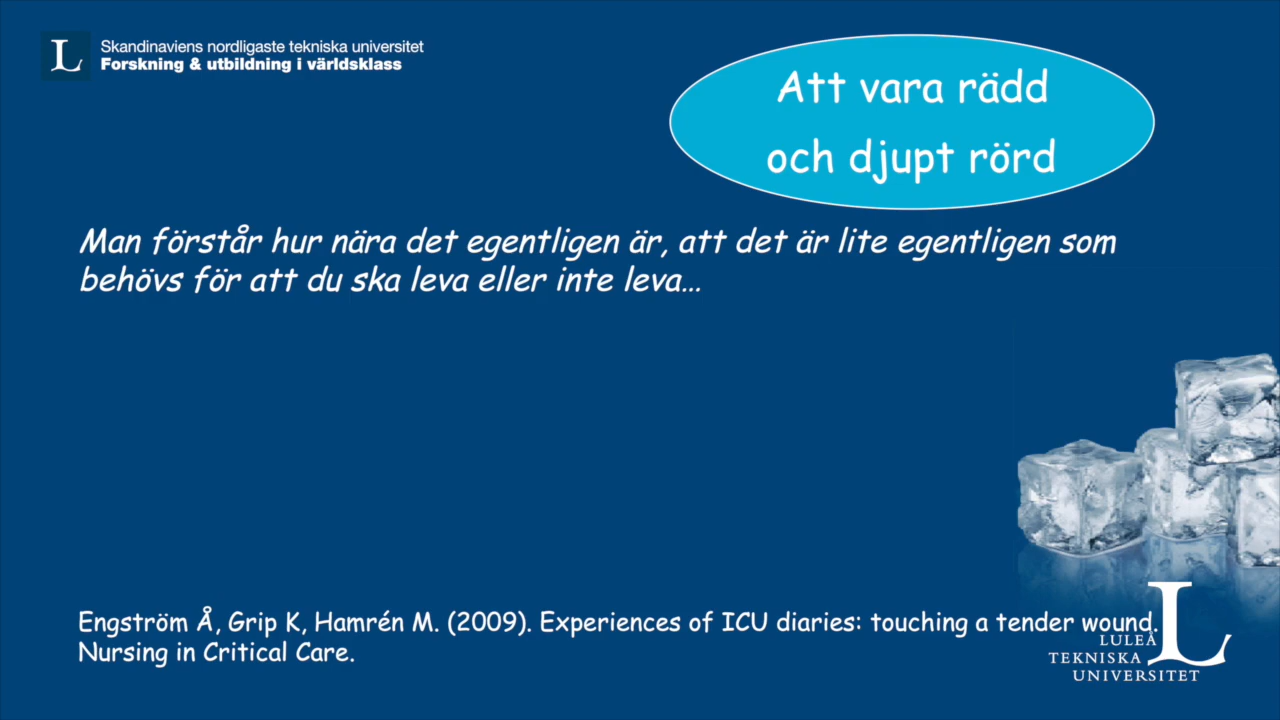 L
Skandinaviens nordligaste tekniska universitet
Forskning & utbildning i världsklass
Att vara rädd
och djupt rörd
Man förstår hur nära det egentligen är, att det är lite egentligen som
behövs för att du ska leva eller inte leva…
Engström Å, Grip K, Hamrén M. (2009). Experiences of ICU diaries: touching a tender wound.
Nursing in Critical Care.
LULEÅ
TEKNISKA
UNIVERSITET
L